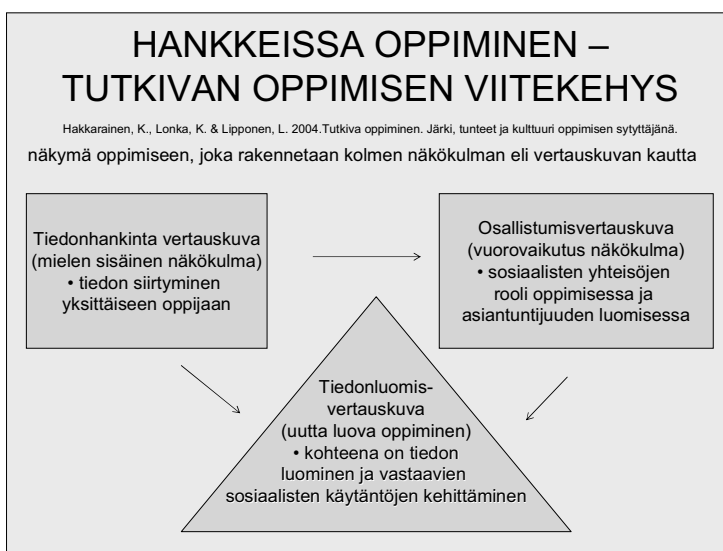 HANKKEISSA OPPIMINEN –
TUTKIVAN OPPIMISEN VIITEKEHYS
Hakkarainen, K., Lonka, K. & Lipponen, L. 2004.Tutkiva oppiminen. Järki, tunteet ja kulttuuri oppimisen sytyttäjänä.
näkymä oppimiseen, joka rakennetaan kolmen näkökulman eli vertauskuvan kautta
Tiedonhankinta vertauskuva
(mielen sisäinen näkökulma)
• tiedon siirtyminen
yksittäiseen oppijaan
Osallistumisvertauskuva
(vuorovaikutus näkökulma)
• sosiaalisten yhteisöjen
rooli oppimisessa ja
asiantuntijuuden luomisessa
Tiedonluomis-
vertauskuva
(uutta luova oppiminen)
• kohteena on tiedon
luominen ja vastaavien
sosiaalisten käytäntöjen kehittäminen